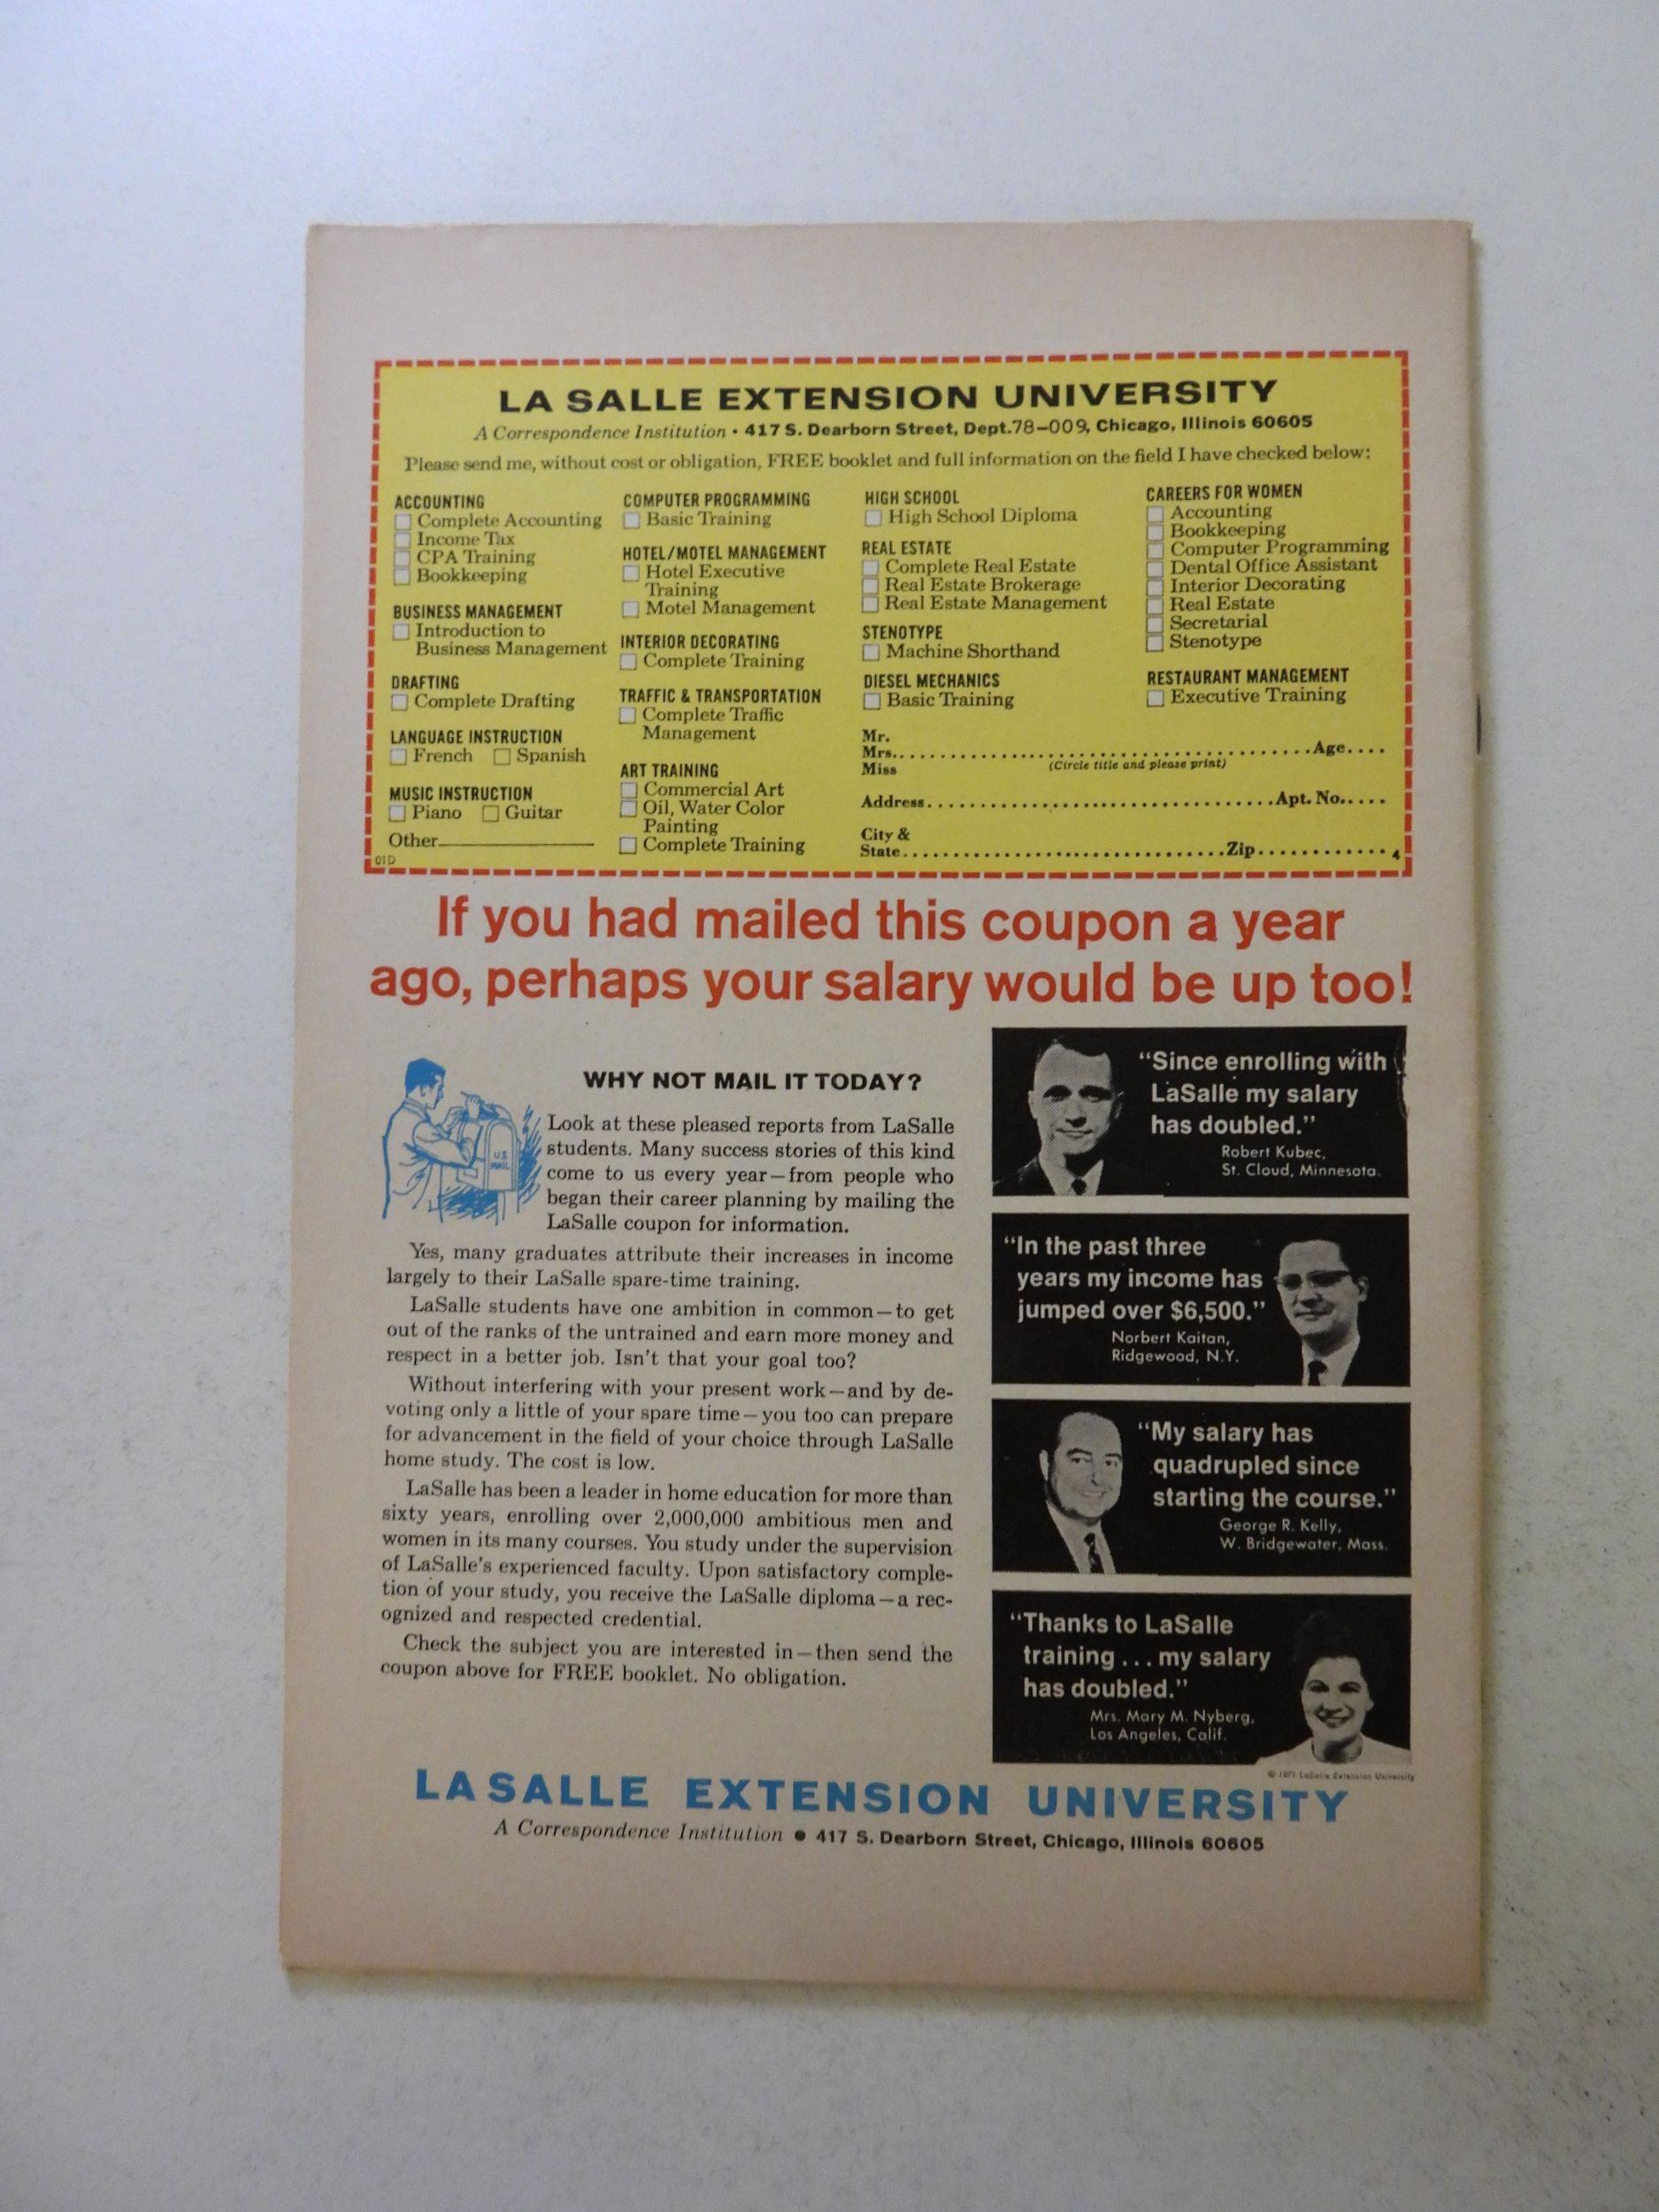 LA SALLE EXTENSION UNIVERSITY
A Correspondence Institution • 417 S. Dearborn Street, Dept. 78-009, Chicago, Illinois 60605
Please send me, without cost or obligation, FREE booklet and full information on the field I have checked below:
ACCOUNTING
Complete Accounting
Income Tax
CPA Training
Bookkeeping
BUSINESS MANAGEMENT
Introduction to
Business Management
DRAFTING
Complete Drafting
LANGUAGE INSTRUCTION
French Spanish
MUSIC INSTRUCTION
Piano Guitar
Other
01D
COMPUTER PROGRAMMING
Basic Training
HOTEL/MOTEL MANAGEMENT
Hotel Executive
Training
Motel Management
INTERIOR DECORATING
Complete Training
TRAFFIC & TRANSPORTATION
Complete Traffic
Management
ART TRAINING
Commercial Art
Oil, Water Color
Painting
Complete Training
HIGH SCHOOL
High School Diploma
REAL ESTATE
Complete Real Estate
Real Estate Brokerage
Real Estate Management
STENOTYPE
Machine Shorthand
DIESEL MECHANICS
Basic Training
CAREERS FOR WOMEN
Accounting
Bookkeeping
Computer Programming
Dental Office Assistant
Interior Decorating
Real Estate
Secretarial
Stenotype
RESTAURANT MANAGEMENT
Executive Training
Mr.
Mrs. Age
Miss (Circle title and please print)
Address Apt. No.
City &
State Zip 4
If you had mailed this coupon a year
ago, perhaps your salary would be up too!
U.S. MAIL
WHY NOT MAIL IT TODAY?
Look at these pleased reports from LaSalle
students. Many success stories of this kind
come to us every year—from people who
began their career planning by mailing the
LaSalle coupon for information.
Yes, many graduates attribute their increases in income
largely to their LaSalle spare-time training.
LaSalle students have one ambition in common—to get
out of the ranks of the untrained and earn more money and
respect in a better job. Isn't that your goal too?
Without interfering with your present work—and by de-
voting only a little of your spare time—you too can prepare
for advancement in the field of your choice through LaSalle
home study. The cost is low.
LaSalle has been a leader in home education for more than
sixty years, enrolling over 2,000,000 ambitious men and
women in its many courses. You study under the supervision
of LaSalle's experienced faculty. Upon satisfactory comple-
tion of your study, you receive the LaSalle diploma—a rec-
ognized and respected credential.
Check the subject you are interested in—then send the
coupon above for FREE booklet. No obligation.
"Since enrolling with
LaSalle my salary
has doubled."
Robert Kubec,
St. Cloud, Minnesota.
"In the past three
years my income has
jumped over $6,500."
Norbert Kaitan,
Ridgewood, N.Y.
"My salary has
quadrupled since
starting the course."
George R. Kelly,
W. Bridgewater, Mass.
"Thanks to LaSalle
training... my salary
has doubled."
Mrs. Mary M. Nyberg,
Los Angeles, Calif.
© 1971 LaSalle Extension University
LA SALLE EXTENSION UNIVERSITY
A Correspondence Institution • 417 S. Dearborn Street, Chicago, Illinois 60605